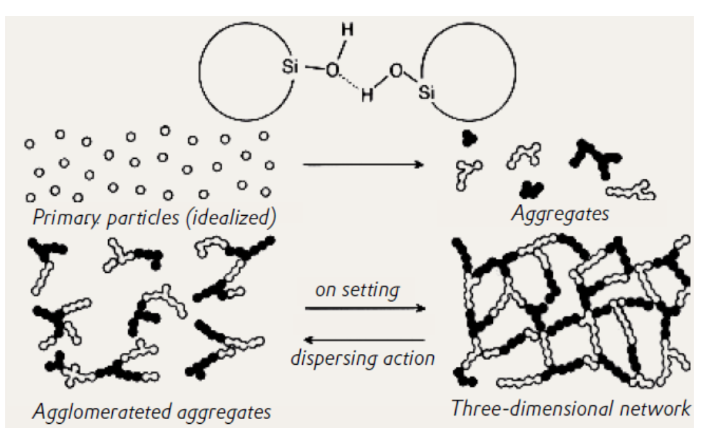 H
Si
O
H
O
Si
Primary particles (idealized)
Aggregates
on setting
dispersing action
Agglomerateted aggregates
Three-dimensional network